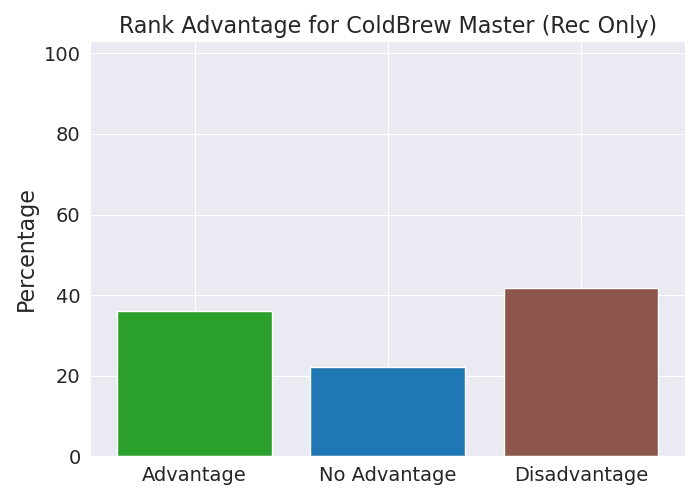 Rank Advantage for ColdBrew Master (Rec Only)
100
80
60
40
20
0
Percentage
Advantage
No Advantage
Disadvantage